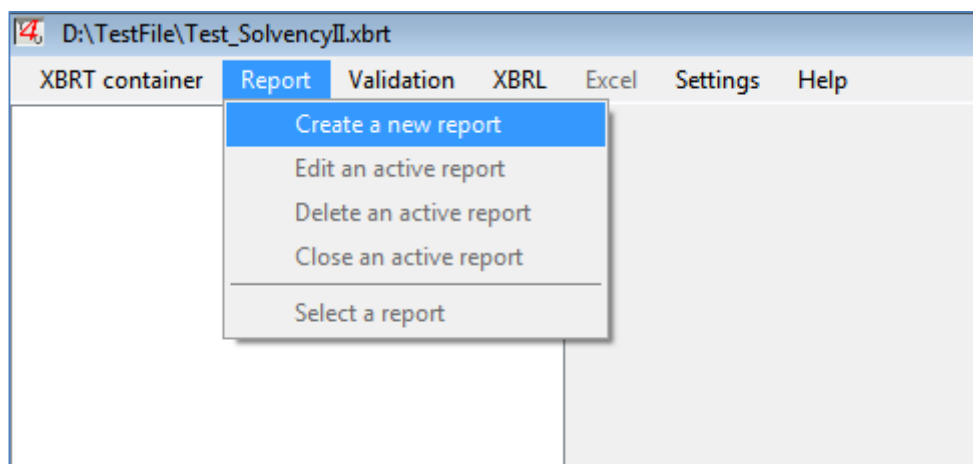 D:\TestFile\Test_SolvencyII.xbrt
XBRT container Report Validation XBRL Excel Settings Help
Create a new report
Edit an active report
Delete an active report
Close an active report
Select a report